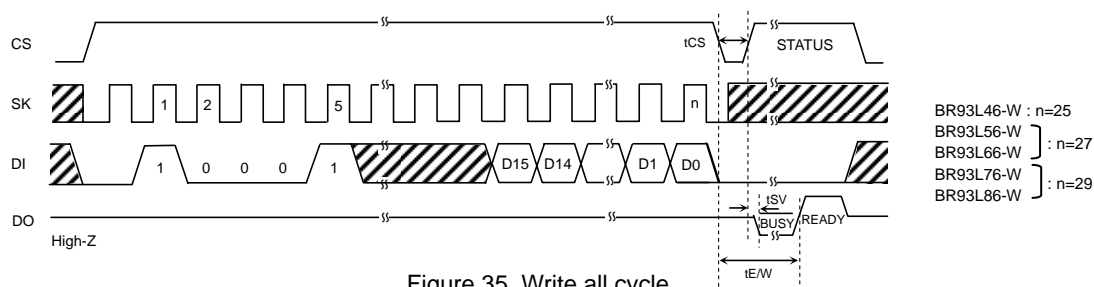 CS
tCS
STATUS
SK
1 2 5 n
DI
1 0 0 0 1 D15 D14 D1 D0
DO
High-Z
tSV
BUSY READY
tE/W
BR93L46-W : n=25
BR93L56-W
BR93L66-W : n=27
BR93L76-W
BR93L86-W : n=29
Figure 35. Write all cycle